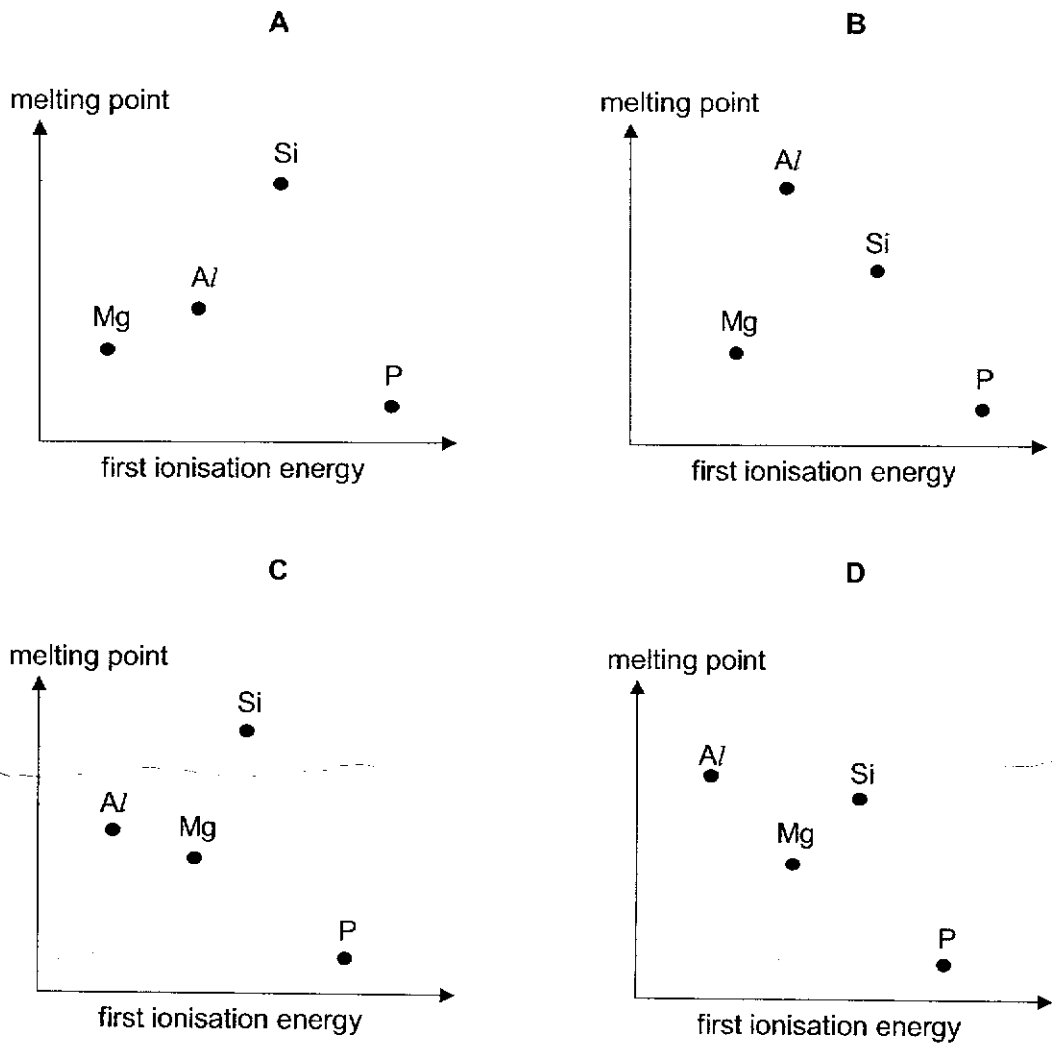 A
melting point
Si
Al
Mg
P
first ionisation energy
B
melting point
Al
Si
Mg
P
first ionisation energy
C
melting point
Si
Al
Mg
P
first ionisation energy
D
melting point
Al
Si
Mg
P
first ionisation energy